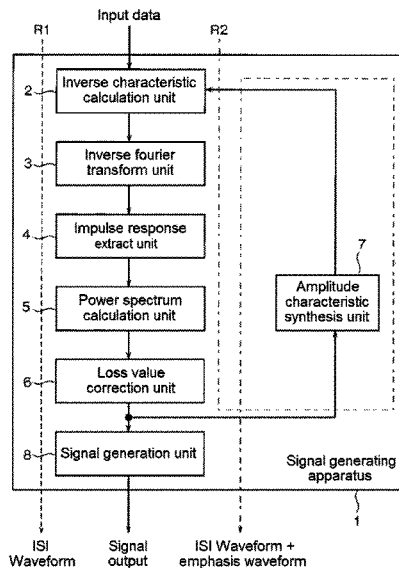 Input data
R1
R2
2
Inverse characteristic
calculation unit
3
Inverse fourier
transform unit
4
Impulse response
extract unit
7
5
Power spectrum
calculation unit
Amplitude
characteristic
synthesis unit
6
Loss value
correction unit
8
Signal generation unit
Signal generating
apparatus
1
ISI
Waveform
Signal
output
ISI Waveform +
emphasis waveform